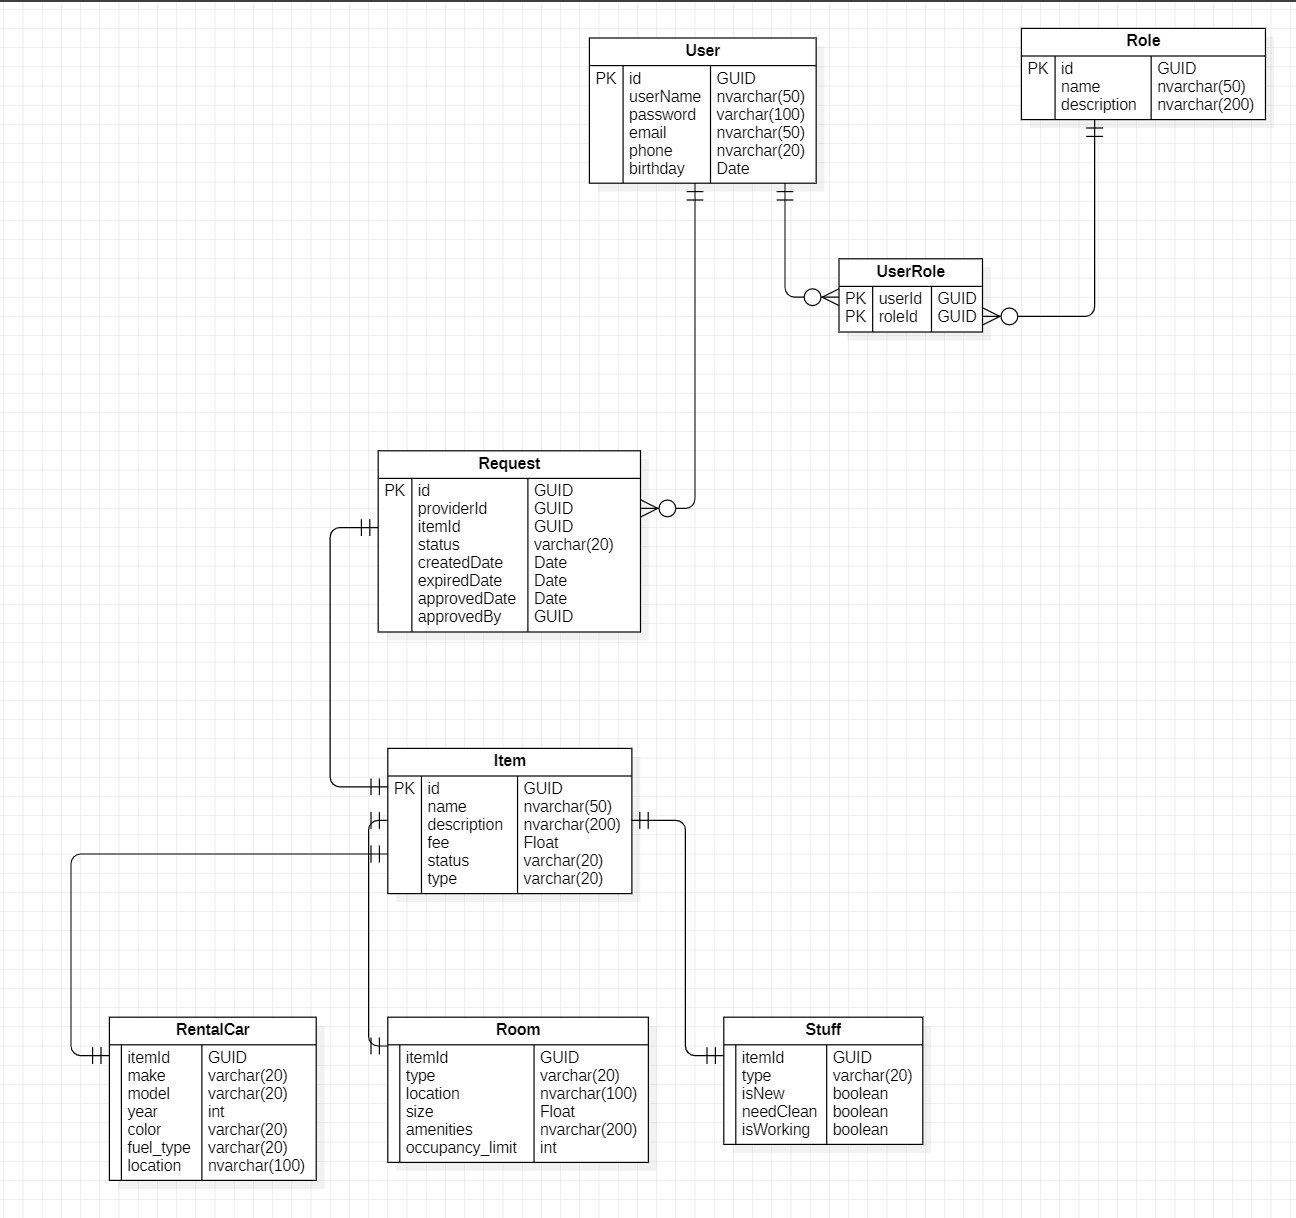 User
PK id GUID
userName nvarchar(50)
password varchar(100)
email nvarchar(50)
phone nvarchar(20)
birthday Date
Role
PK id GUID
name nvarchar(50)
description nvarchar(200)
UserRole
PK userId GUID
PK roleId GUID
Request
PK id GUID
providerId GUID
itemId GUID
status varchar(20)
createdDate Date
expiredDate Date
approvedDate Date
approvedBy GUID
Item
PK id GUID
name nvarchar(50)
description nvarchar(200)
fee Float
status varchar(20)
type varchar(20)
RentalCar
itemId GUID
make varchar(20)
model varchar(20)
year int
color varchar(20)
fuel_type varchar(20)
location nvarchar(100)
Room
itemId GUID
type varchar(20)
location nvarchar(100)
size Float
amenities nvarchar(200)
occupancy_limit int
Stuff
itemId GUID
type varchar(20)
isNew boolean
needClean boolean
isWorking boolean